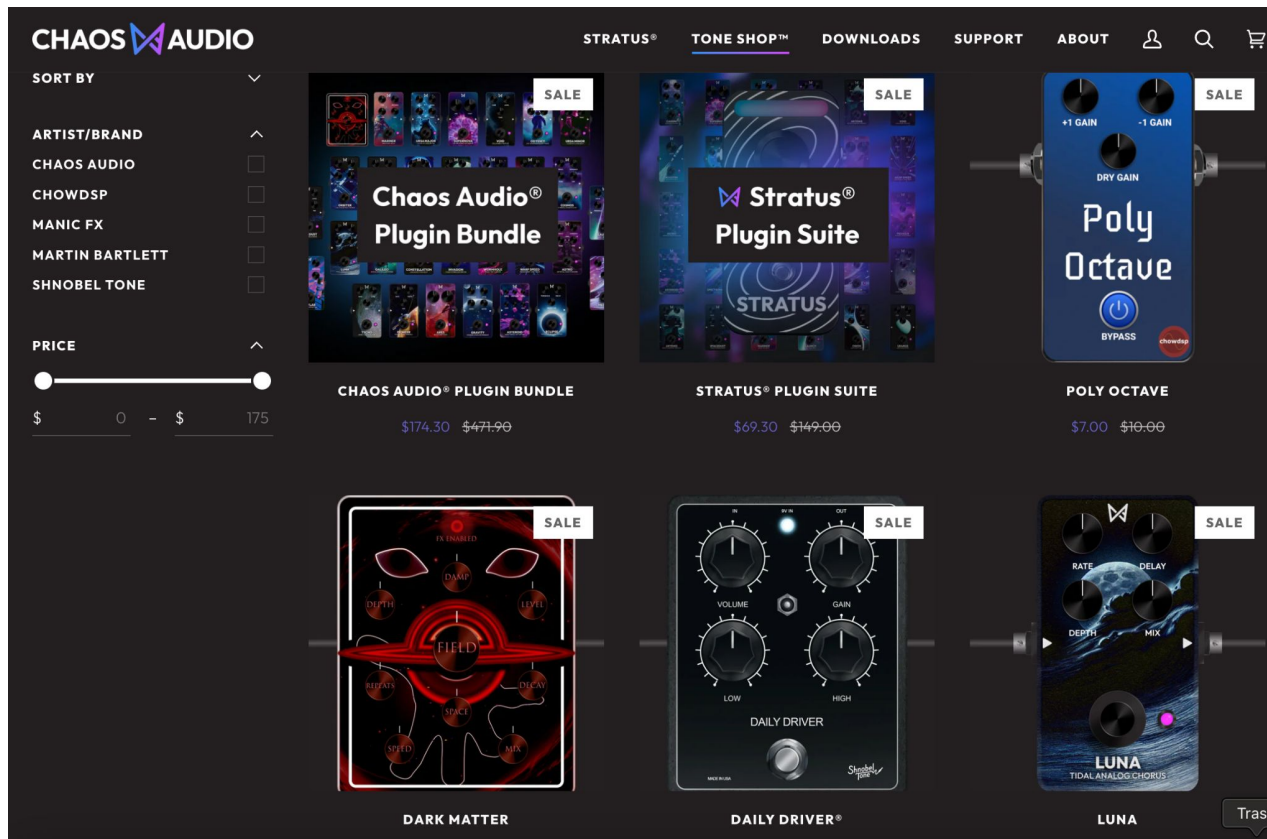 CHAOS AUDIO
STRATUS® TONE SHOP™ DOWNLOADS SUPPORT ABOUT
SORT BY
ARTIST/BRAND
CHAOS AUDIO
CHOWDSP
MANIC FX
MARTIN BARTLETT
SHNOBEL TONE
PRICE
$ 0 – $ 175
SALE
Chaos Audio®
Plugin Bundle
CHAOS AUDIO® PLUGIN BUNDLE
$174.30 $471.90
SALE
Stratus®
Plugin Suite
STRATUS
STRATUS® PLUGIN SUITE
$69.30 $149.00
SALE
+1 GAIN -1 GAIN
DRY GAIN
Poly
Octave
BYPASS
chowdsp
POLY OCTAVE
$7.00 $10.00
SALE
FX ENABLED
DAMP
DEPTH LEVEL
FIELD
REPEATS DECAY
SPACE
SPEED MIX
DARK MATTER
SALE
IN OUT
VOLUME GAIN
LOW HIGH
DAILY DRIVER
MADE IN USA
Shnobel
Tone
DAILY DRIVER®
SALE
RATE DELAY
DEPTH MIX
LUNA
TIDAL ANALOG CHORUS
LUNA
Tras